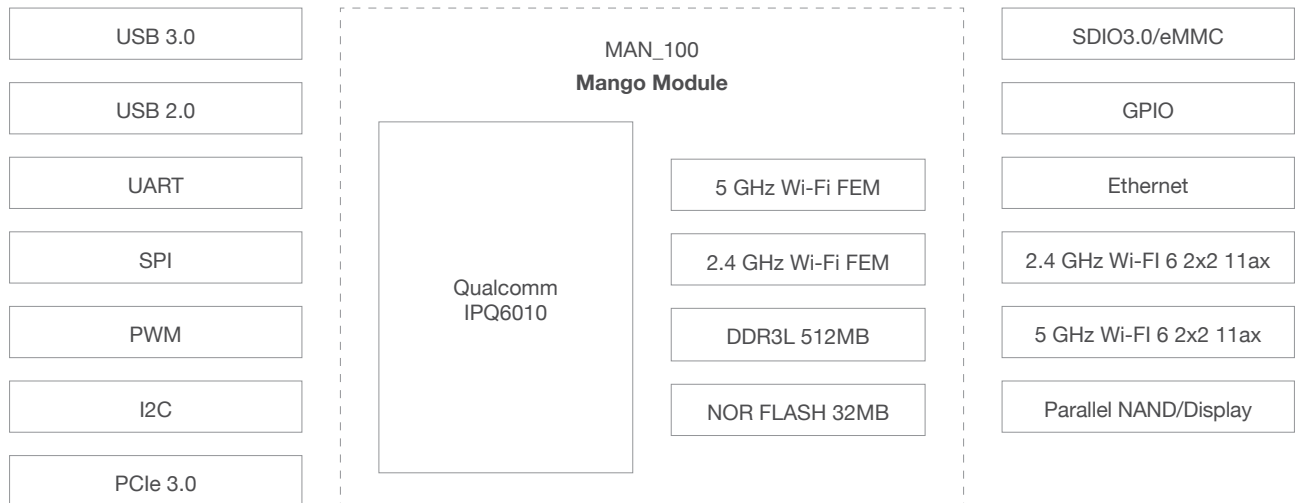 USB 3.0
USB 2.0
UART
SPI
PWM
I2C
PCIe 3.0
MAN_100
Mango Module
Qualcomm
IPQ6010
5 GHz Wi-Fi FEM
2.4 GHz Wi-Fi FEM
DDR3L 512MB
NOR FLASH 32MB
SDIO3.0/eMMC
GPIO
Ethernet
2.4 GHz Wi-FI 6 2x2 11ax
5 GHz Wi-FI 6 2x2 11ax
Parallel NAND/Display